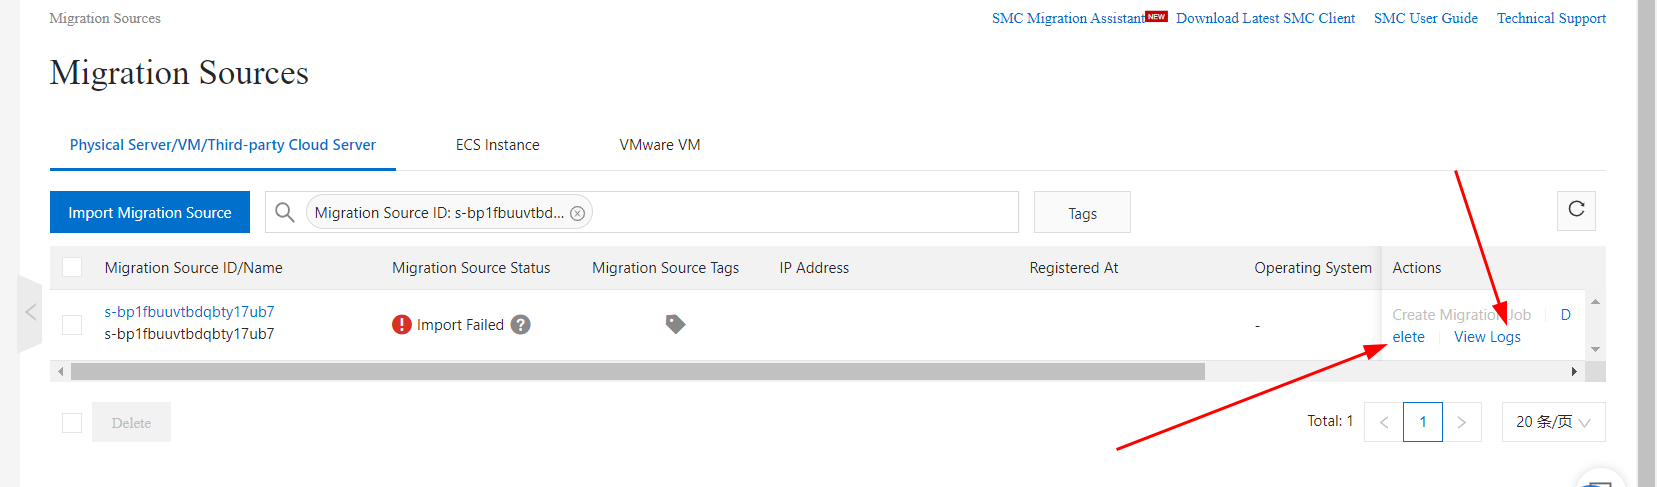 Migration Sources
SMC Migration Assistant NEW Download Latest SMC Client SMC User Guide Technical Support
Migration Sources
Physical Server/VM/Third-party Cloud Server ECS Instance VMware VM
Import Migration Source Migration Source ID: s-bp1fbuuvtbd... Tags
Migration Source ID/Name Migration Source Status Migration Source Tags IP Address Registered At Operating System Actions
s-bp1fbuuvtbdqbty17ub7
s-bp1fbuuvtbdqbty17ub7
Import Failed
-
Create Migration Job D
elete View Logs
Delete
Total: 1 1 20 条/页